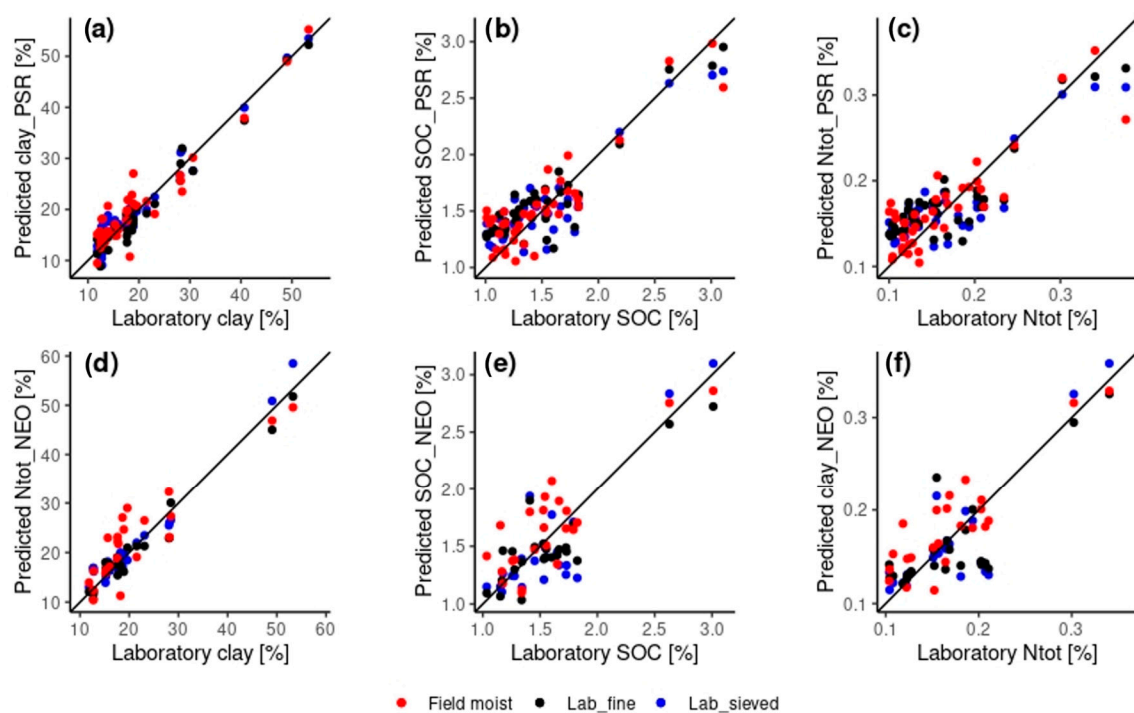 (a)
Predicted clay_PSR [%]
50
40
30
20
10
10 20 30 40 50
Laboratory clay [%]
(b)
Predicted SOC_PSR [%]
3.0
2.5
2.0
1.5
1.0
1.0 1.5 2.0 2.5 3.0
Laboratory SOC [%]
(c)
Predicted Ntot_PSR [%]
0.3
0.2
0.1
0.1 0.2 0.3
Laboratory Ntot [%]
(d)
Predicted Ntot_NEO [%]
60
50
40
30
20
10
10 20 30 40 50 60
Laboratory clay [%]
(e)
Predicted SOC_NEO [%]
3.0
2.5
2.0
1.5
1.0
1.0 1.5 2.0 2.5 3.0
Laboratory SOC [%]
(f)
Predicted clay_NEO [%]
0.3
0.2
0.1
0.1 0.2 0.3
Laboratory Ntot [%]
Field moist Lab_fine Lab_sieved